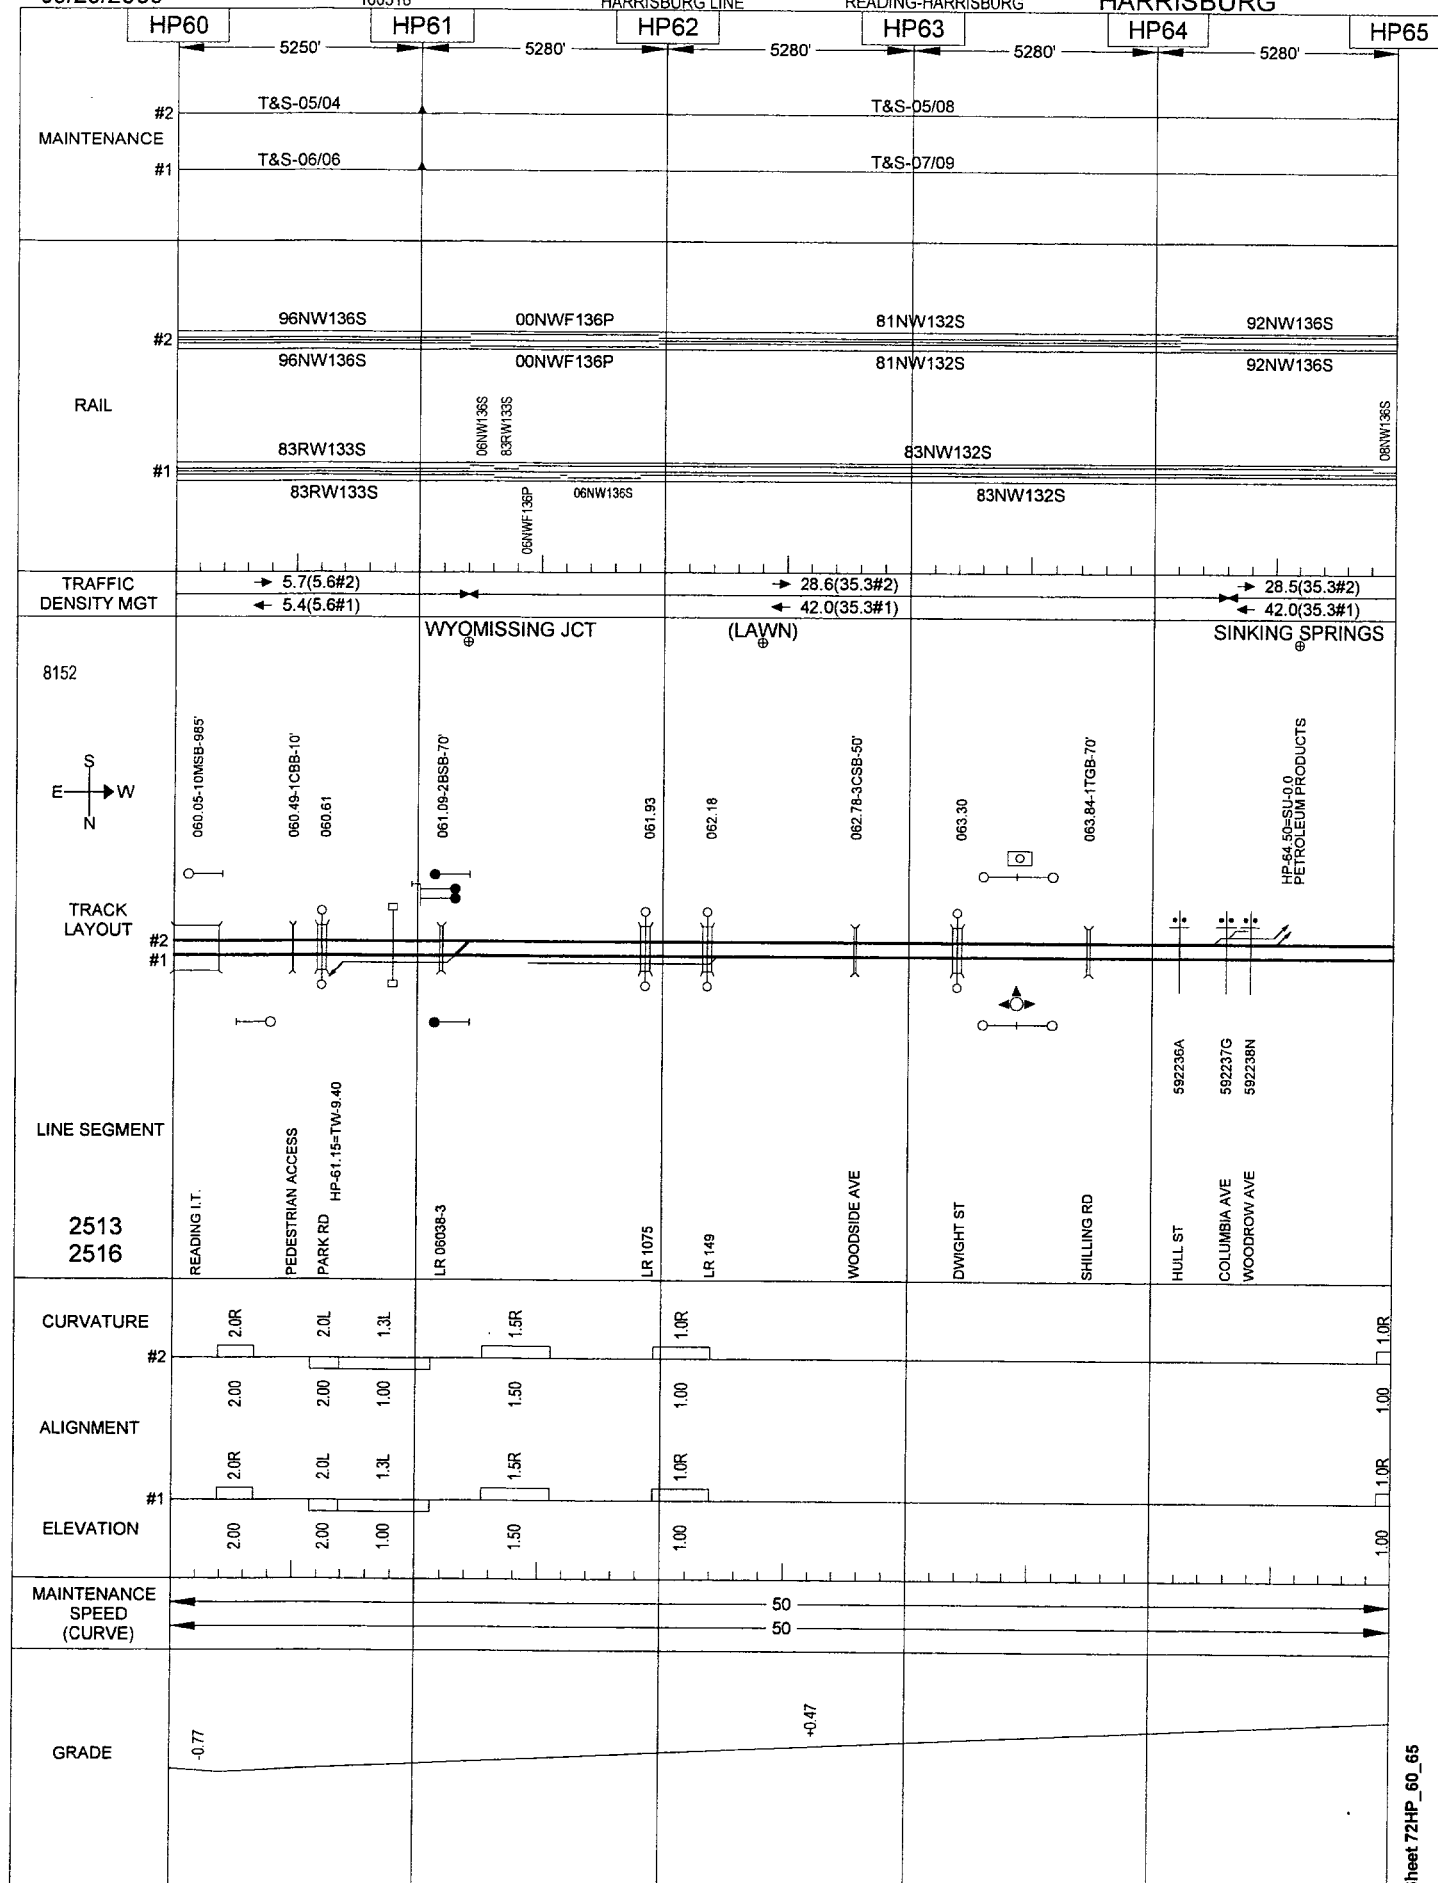 HARRISBURG LINE
READING-HARRISBURG
HARRISBURG
HP60
HP61
HP62
HP63
HP64
HP65
5250'
5280'
5280'
5280'
5280'
MAINTENANCE
#2
T&S-05/04
T&S-05/08
#1
T&S-06/06
T&S-07/09
RAIL
#2
96NW136S
00NWF136P
81NW132S
92NW136S
96NW136S
00NWF136P
81NW132S
92NW136S
#1
83RW133S
06NW136S
83RW133S
83NW132S
08NW136S
83RW133S
06NWF136P
06NW136S
83NW132S
TRAFFIC
DENSITY MGT
5.7(5.6#2)
28.6(35.3#2)
28.5(35.3#2)
5.4(5.6#1)
42.0(35.3#1)
42.0(35.3#1)
WYOMISSING JCT
(LAWN)
SINKING SPRINGS
8152
S
E
W
N
060.05-10MSB-985'
060.49-1CBB-10'
060.61
061.09-2BSB-70'
061.93
062.18
062.78-3CSB-50'
063.30
063.84-1TGB-70'
HP-64.50=SU-0.0
PETROLEUM PRODUCTS
TRACK
LAYOUT
#2
#1
592236A
592237G
592238N
LINE SEGMENT
2513
2516
READING I.T.
PEDESTRIAN ACCESS
PARK RD
HP-61.15=TW-9.40
LR 06038-3
LR 1075
LR 149
WOODSIDE AVE
DWIGHT ST
SHILLING RD
HULL ST
COLUMBIA AVE
WOODROW AVE
CURVATURE
#2
2.0R
2.0L
1.3L
1.5R
1.0R
1.0R
2.00
2.00
1.00
1.50
1.00
1.00
ALIGNMENT
#1
2.0R
2.0L
1.3L
1.5R
1.0R
1.0R
ELEVATION
2.00
2.00
1.00
1.50
1.00
1.00
MAINTENANCE
SPEED
(CURVE)
50
50
GRADE
-0.77
+0.47
72HP_60_65